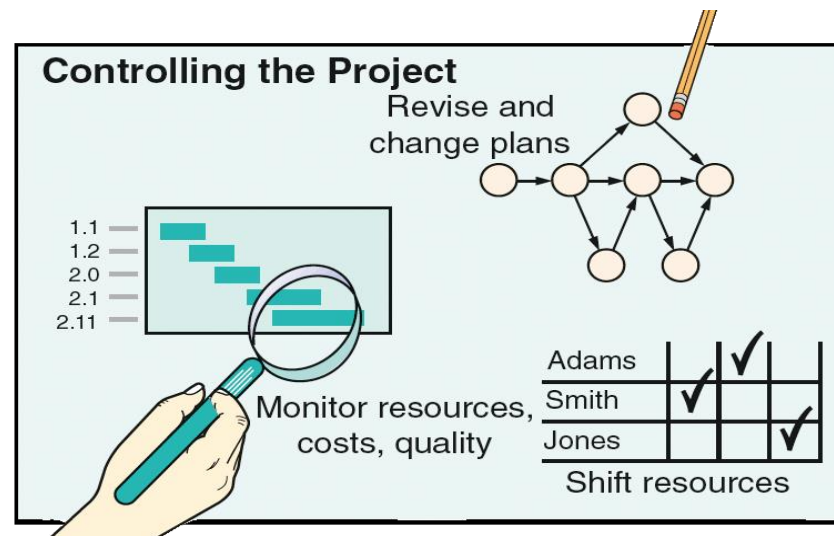 Controlling the Project
Revise and
change plans
1.1
1.2
2.0
2.1
2.11
Monitor resources,
costs, quality
Adams
Smith
Jones
Shift resources